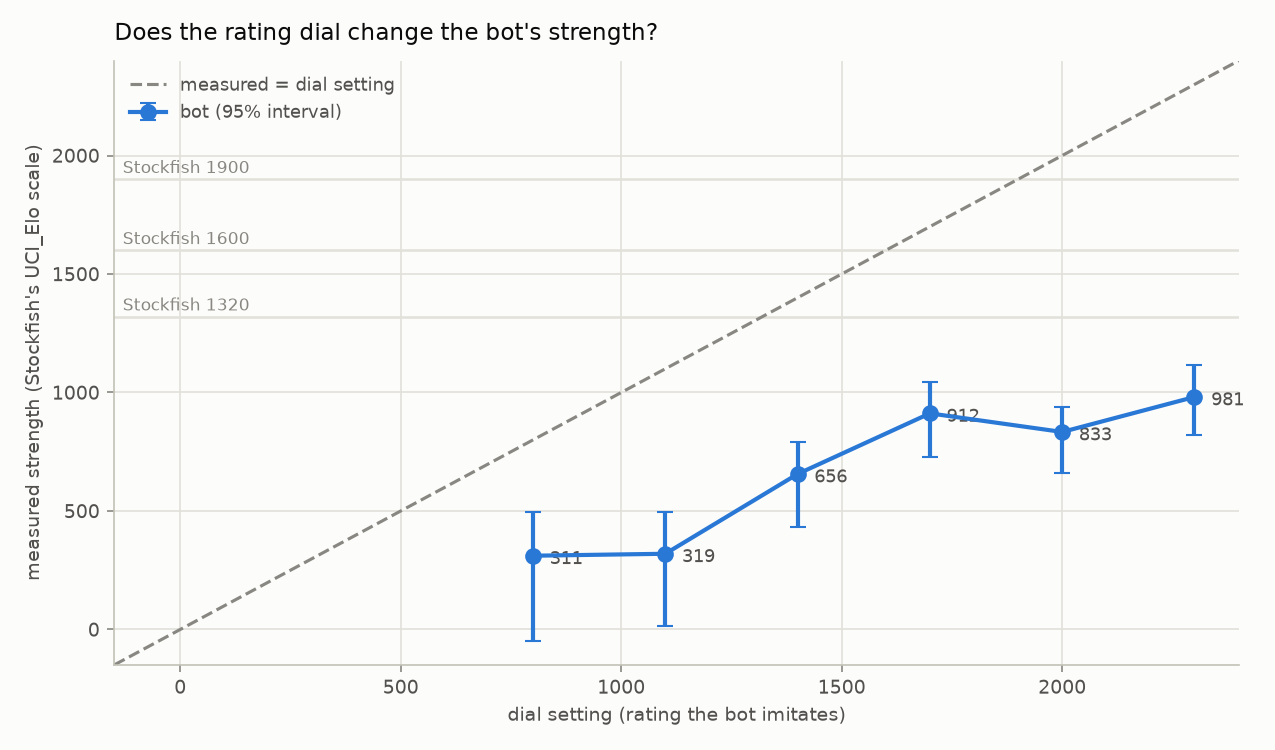 Does the rating dial change the bot's strength?
measured = dial setting
bot (95% interval)
measured strength (Stockfish's UCI_Elo scale)
2000
1500
1000
500
0
Stockfish 1900
Stockfish 1600
Stockfish 1320
311
319
656
912
833
981
0
500
1000
1500
2000
dial setting (rating the bot imitates)